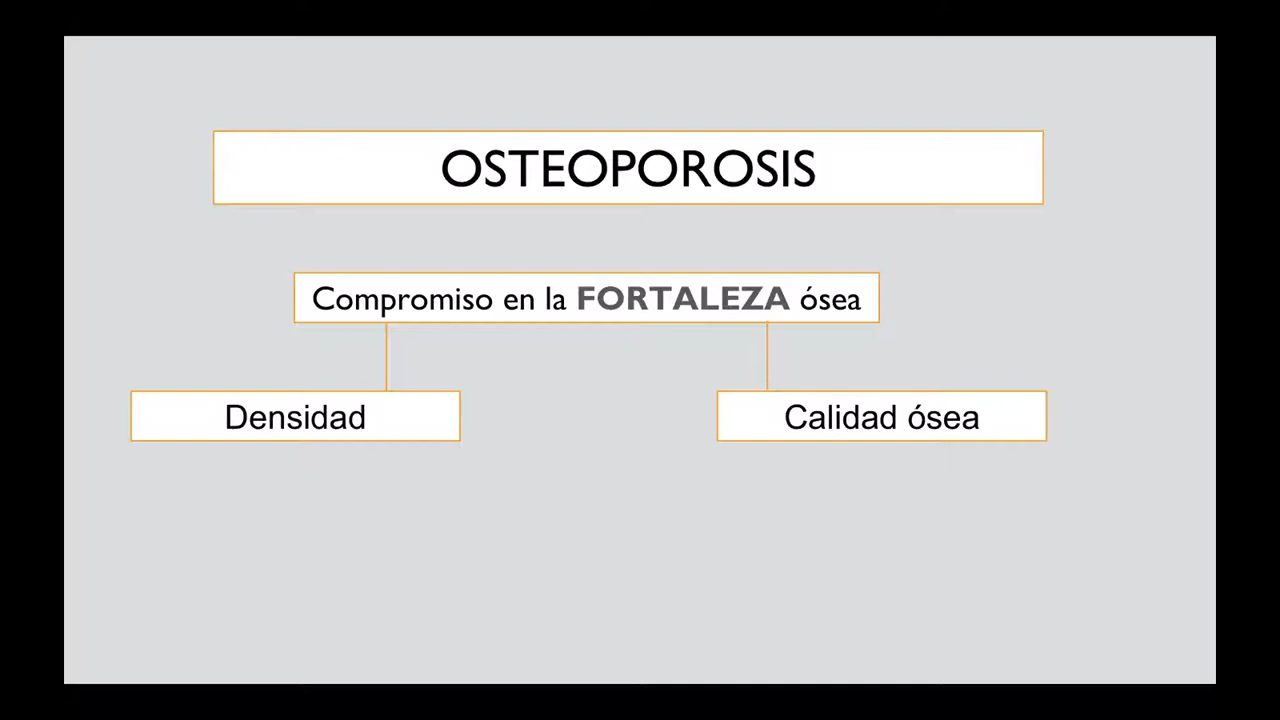 OSTEOPOROSIS
Compromiso en la FORTALEZA ósea
Densidad
Calidad ósea